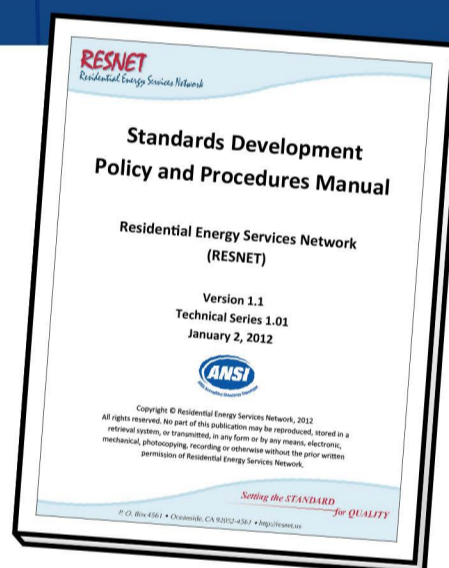 RESNET
Residential Energy Services Network
Standards Development
Policy and Procedures Manual
Residential Energy Services Network
(RESNET)
Version 1.1
Technical Series 1.01
January 2, 2012
ANSI
Copyright © Residential Energy Services Network, 2012
All rights reserved. No part of this publication may be reproduced, stored in a
retrieval system, or transmitted, in any form or by any means, electronic,
mechanical, photocopying, recording or otherwise without the prior written
permission of Residential Energy Services Network.
Setting the STANDARD
for QUALITY
P. O. Box 4561 • Oceanside, CA 92052-4561 • http://resnet.us